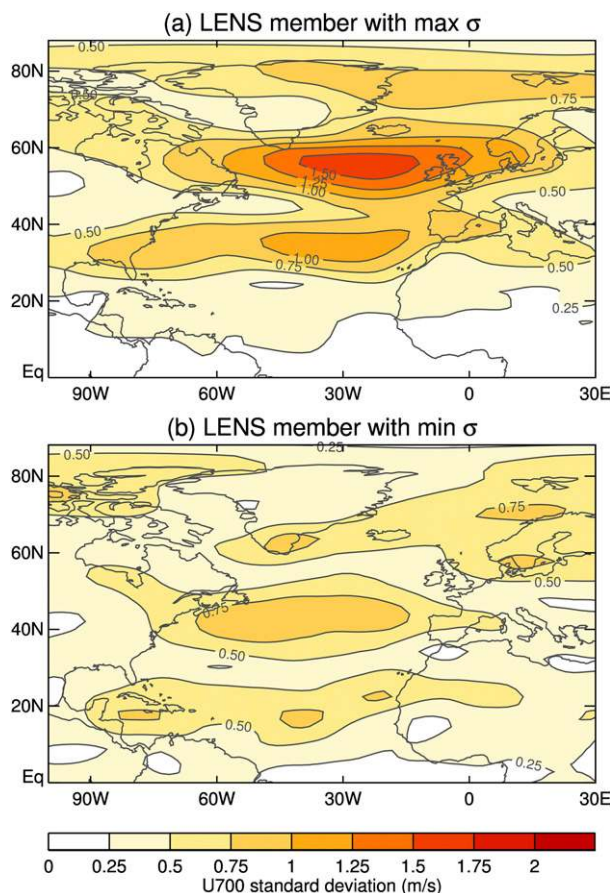 (a) LENS member with max σ
0.50
80N
0.50
0.75
60N
1.50
1.25
1.00
0.50
40N
0.50
1.00
0.75
0.50
20N
0.25
Eq
90W 60W 30W 0 30E
(b) LENS member with min σ
0.25
0.50
80N
0.75
60N
0.50
0.75
40N
0.50
20N
0.50
0.25
Eq
90W 60W 30W 0 30E
0 0.25 0.5 0.75 1 1.25 1.5 1.75 2
U700 standard deviation (m/s)